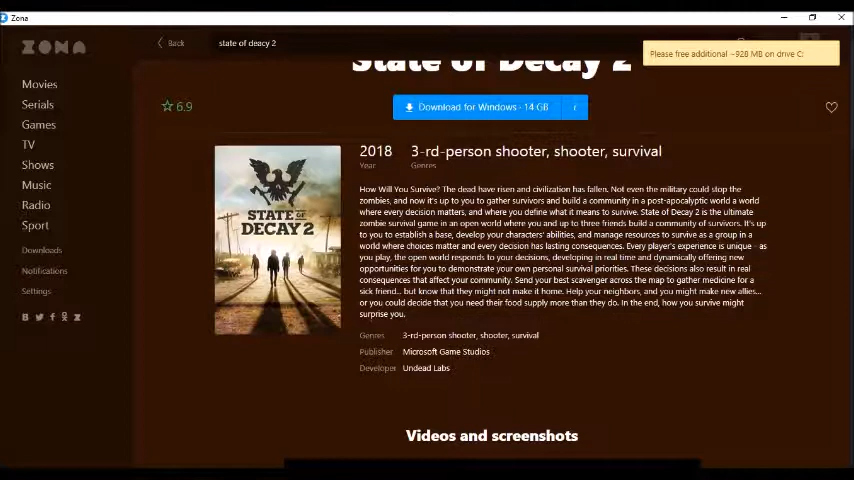 Zona
ZONA
Back
state of deacy 2
Please free additional ~928 MB on drive C:
State of Decay 2
6.9
Download for Windows · 14 GB
Movies
Serials
Games
TV
Shows
Music
Radio
Sport
Downloads
Notifications
Settings
STATE OF
DECAY 2
2018
Year
3-rd-person shooter, shooter, survival
Genres
How Will You Survive? The dead have risen and civilization has fallen. Not even the military could stop the
zombies, and now it's up to you to gather survivors and build a community in a post-apocalyptic world a world
where every decision matters, and where you define what it means to survive. State of Decay 2 is the ultimate
zombie survival game in an open world where you and up to three friends build a community of survivors. It's up
to you to establish a base, develop your characters' abilities, and manage resources to survive as a group in a
world where choices matter and every decision has lasting consequences. Every player's experience is unique - as
you play, the open world responds to your decisions, developing in real time and dynamically offering new
opportunities for you to demonstrate your own personal survival priorities. These decisions also result in real
consequences that affect your community. Send your best scavenger across the map to gather medicine for a
sick friend... but know that they might not make it home. Help your neighbors, and you might make new allies...
or you could decide that you need their food supply more than they do. In the end, how you survive might
surprise you.
Genres 3-rd-person shooter, shooter, survival
Publisher Microsoft Game Studios
Developer Undead Labs
Videos and screenshots